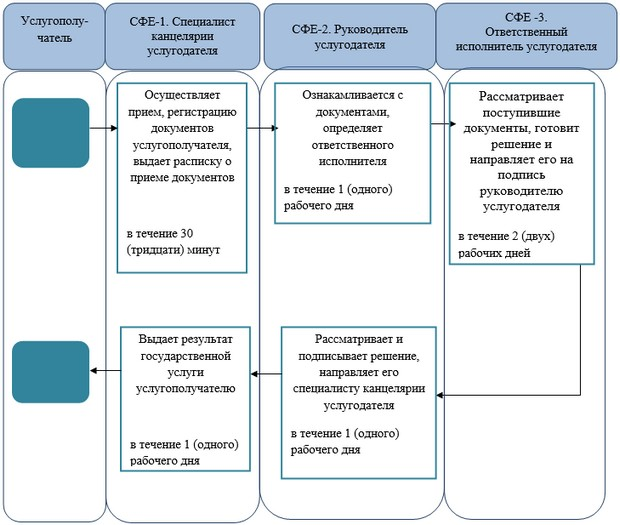 Услугополу-
чатель
СФЕ-1. Специалист
канцелярии
услугодателя
СФЕ-2. Руководитель
услугодателя
СФЕ -3.
Ответственный
исполнитель услугодателя
Осуществляет
прием, регистрацию
документов
услугополучателя,
выдает расписку о
приеме документов
в течение 30
(тридцати) минут
Ознакамливается с
документами,
определяет
ответственного
исполнителя
в течение 1 (одного)
рабочего дня
Рассматривает
поступившие
документы, готовит
решение и
направляет его на
подпись
руководителю
услугодателя
в течение 2 (двух)
рабочих дней
Выдает результат
государственной
услуги
услугополучателю
в течение 1 (одного)
рабочего дня
Рассматривает и
подписывает решение,
направляет его
специалисту канцелярии
услугодателя
в течение 1 (одного)
рабочего дня